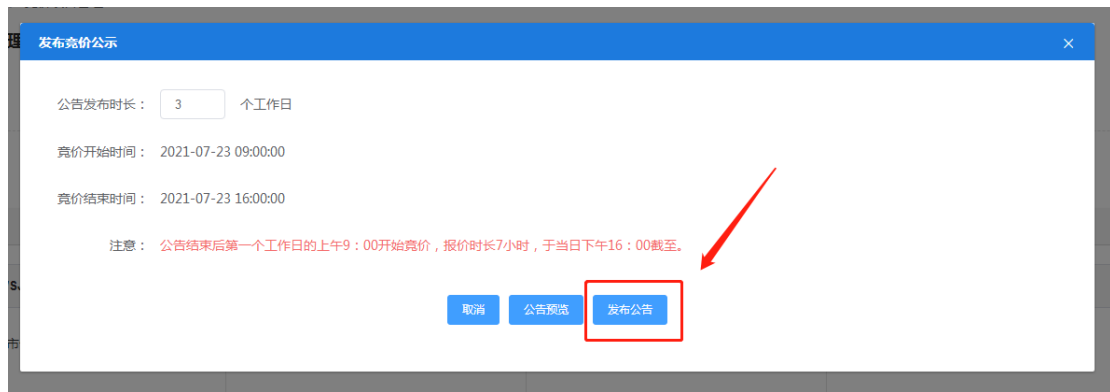 理
发布竞价公示
公告发布时长： 3 个工作日
竞价开始时间： 2021-07-23 09:00:00
竞价结束时间： 2021-07-23 16:00:00
注意： 公告结束后第一个工作日的上午9：00开始竞价，报价时长7小时，于当日下午16：00截至。
取消 公告预览 发布公告
市